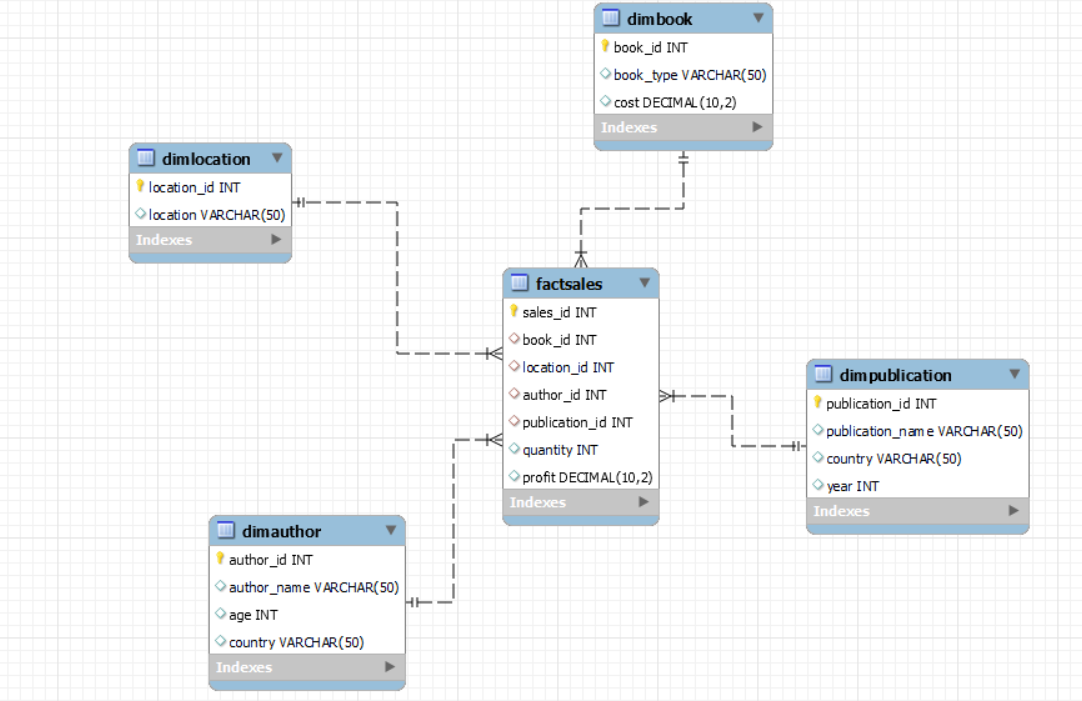 dimbook
book_id INT
book_type VARCHAR(50)
cost DECIMAL(10,2)
Indexes
dimlocation
location_id INT
location VARCHAR(50)
Indexes
factsales
sales_id INT
book_id INT
location_id INT
author_id INT
publication_id INT
quantity INT
profit DECIMAL(10,2)
Indexes
dimpublication
publication_id INT
publication_name VARCHAR(50)
country VARCHAR(50)
year INT
Indexes
dimauthor
author_id INT
author_name VARCHAR(50)
age INT
country VARCHAR(50)
Indexes